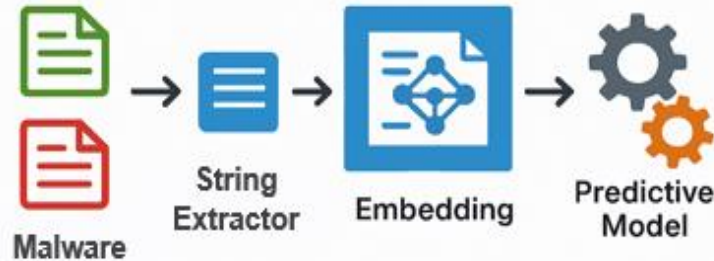 Malware
String
Extractor
Embedding
Predictive
Model